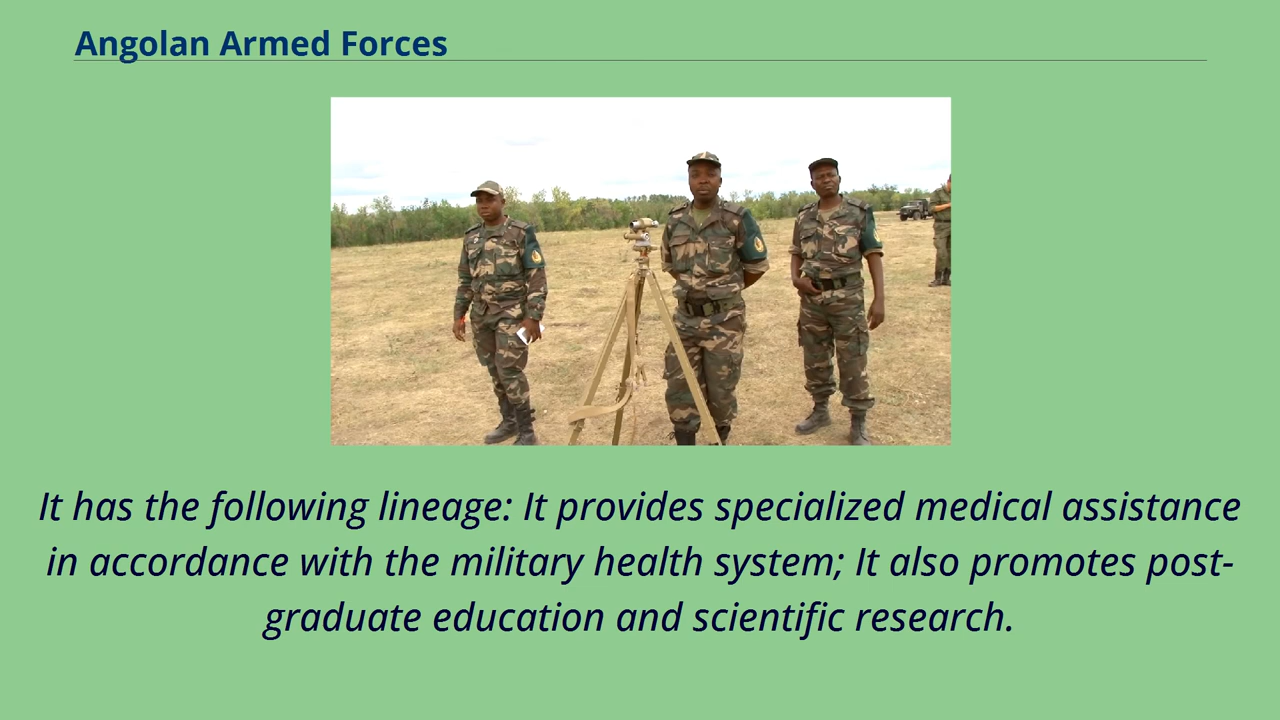 Angolan Armed Forces
It has the following lineage: It provides specialized medical assistance
in accordance with the military health system; It also promotes post-
graduate education and scientific research.